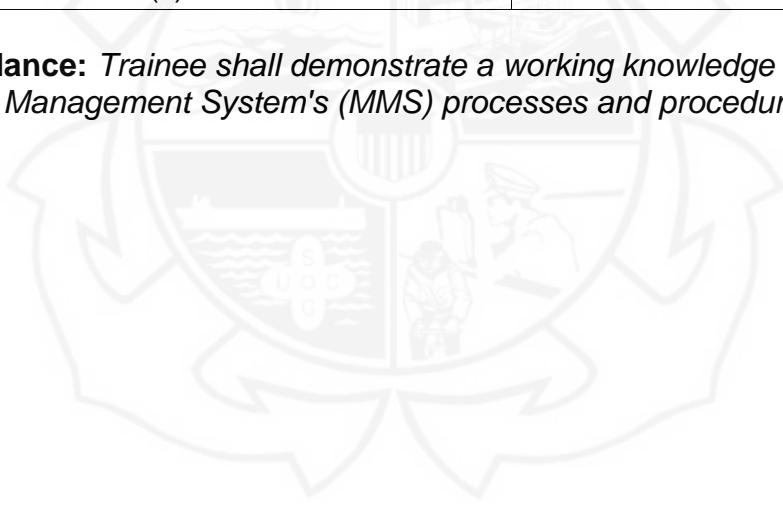 lance: Trainee shall demonstrate a working knowledge
Management System's (MMS) processes and procedur
S
U O C
G